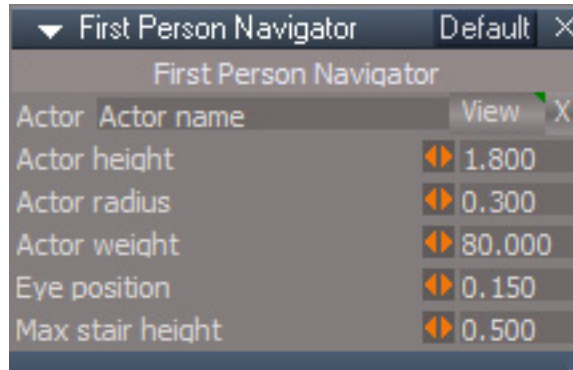 First Person Navigator Default X
First Person Navigator
Actor Actor name View X
Actor height 1.800
Actor radius 0.300
Actor weight 80.000
Eye position 0.150
Max stair height 0.500